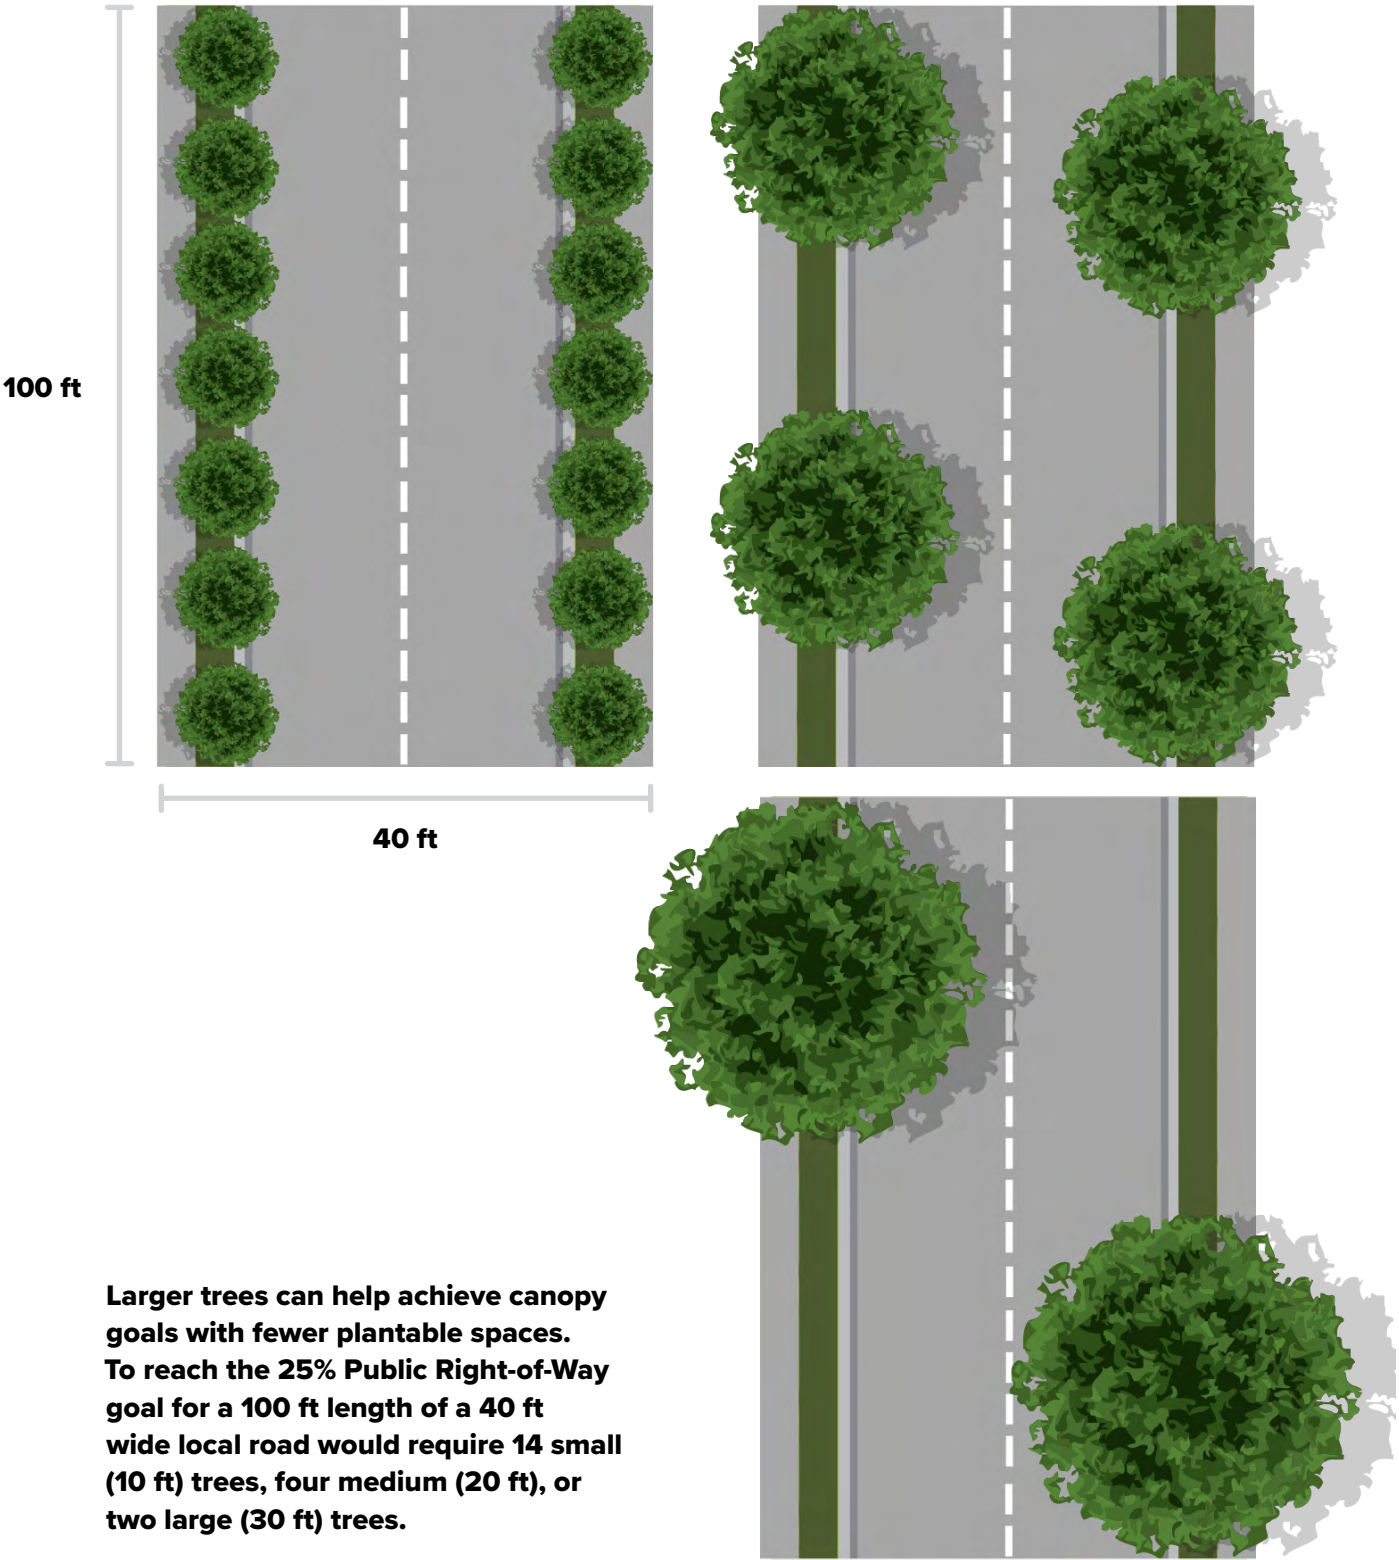 100 ft
40 ft
Larger trees can help achieve canopy
goals with fewer plantable spaces.
To reach the 25% Public Right-of-Way
goal for a 100 ft length of a 40 ft
wide local road would require 14 small
(10 ft) trees, four medium (20 ft), or
two large (30 ft) trees.